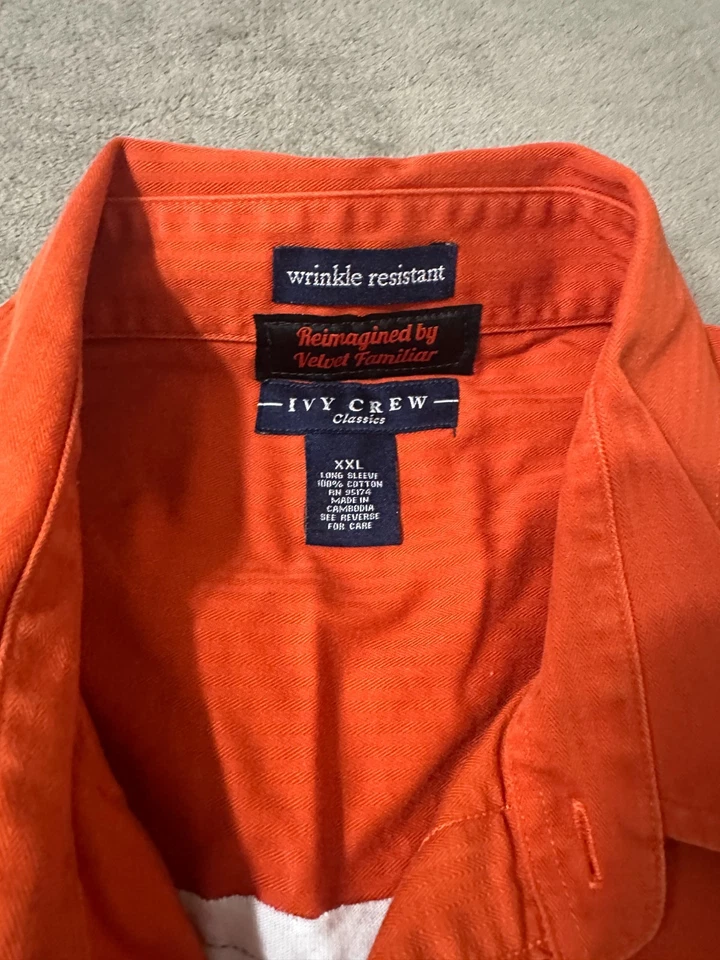 wrinkle resistant
Reimagined by
Velvet Familiar
IVY CREW
Classics
XXL
LONG SLEEVE
100% COTTON
RN 95174
MADE IN
CAMBODIA
SEE REVERSE
FOR CARE